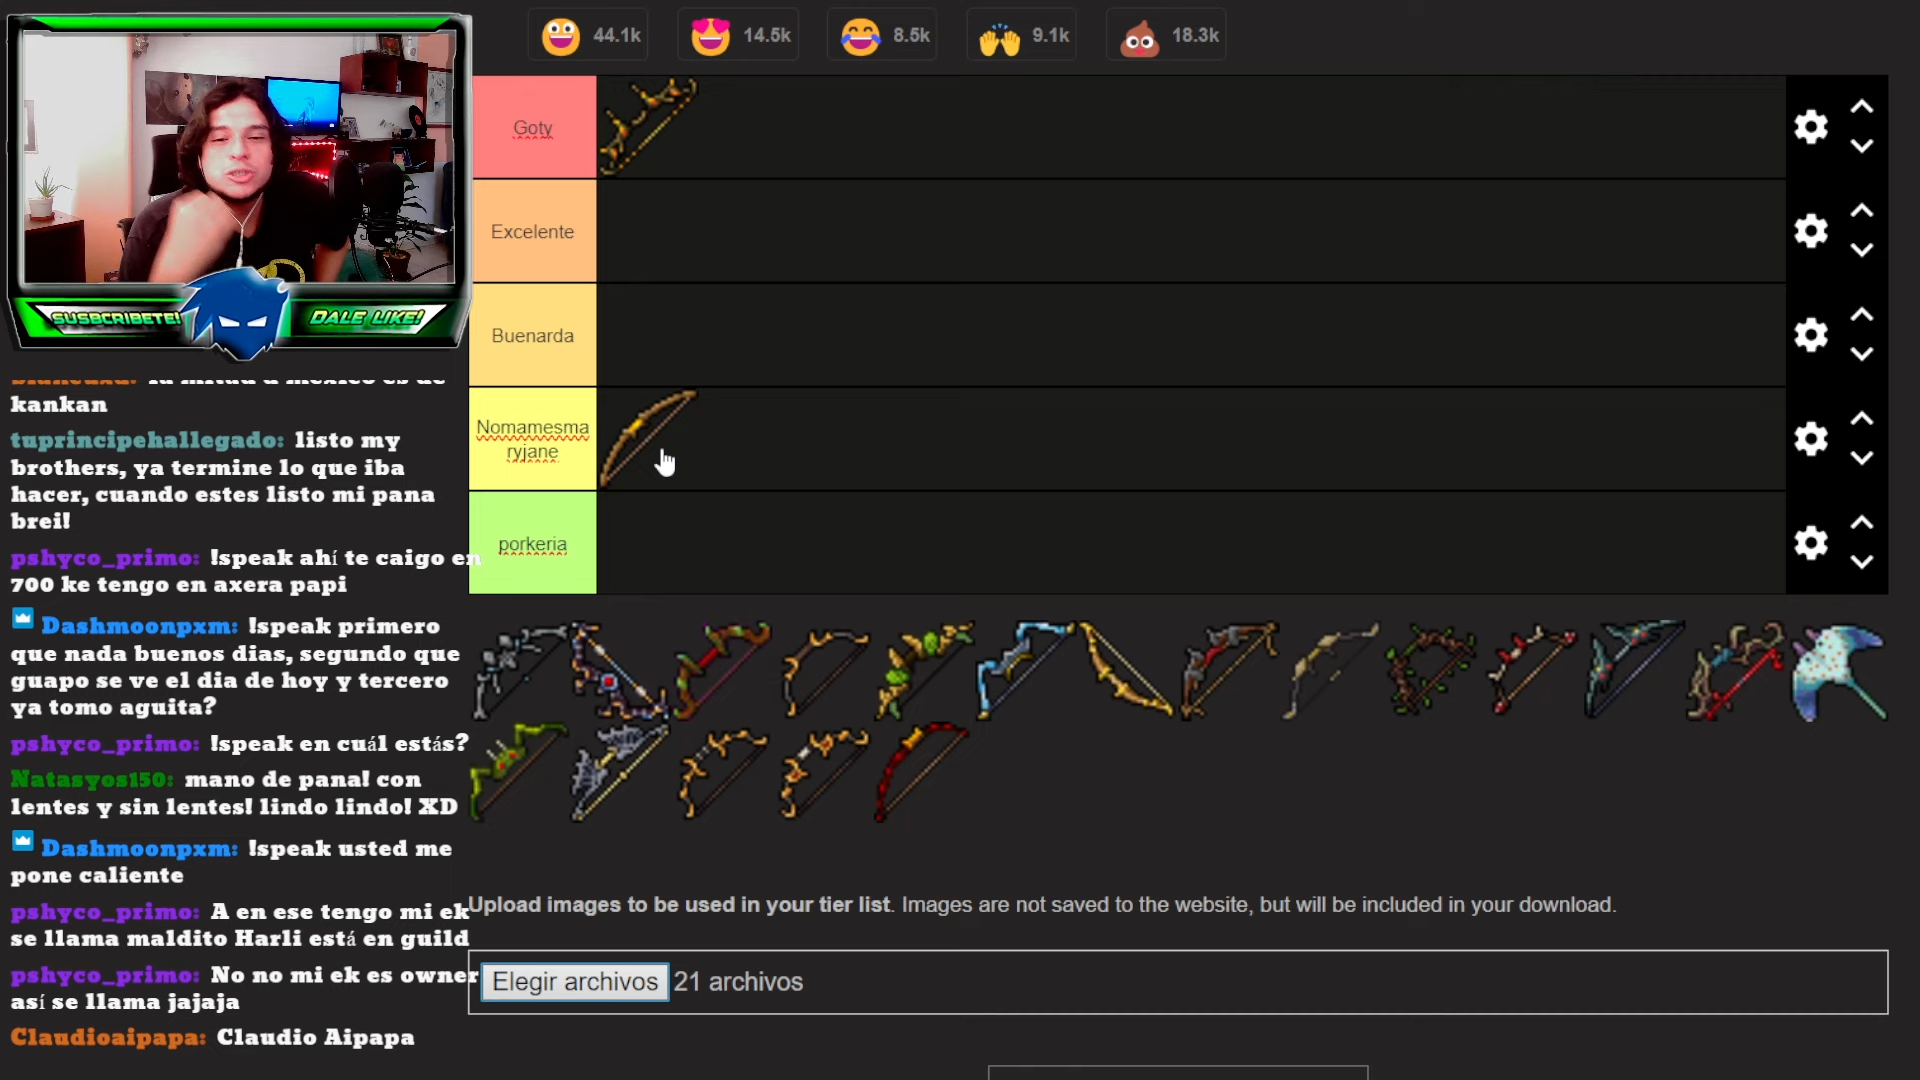 44.1k
14.5k
8.5k
9.1k
18.3k
Goty
Excelente
Buenarda
Nomamesma
ryjane
porkeria
SUSBCRIBETE!
DALE LIKE!
kankan
tuprincipehallegado: listo my
brothers, ya termine lo que iba
hacer, cuando estes listo mi pana
brei!
pshyco_primo: !speak ahí te caigo en
700 ke tengo en axera papi
Dashmoonpxm: !speak primero
que nada buenos dias, segundo que
guapo se ve el dia de hoy y tercero
ya tomo aguita?
pshyco_primo: !speak en cuál estás?
Natasyos150: mano de pana! con
lentes y sin lentes! lindo lindo! XD
Dashmoonpxm: !speak usted me
pone caliente
pshyco_primo: A en ese tengo mi ek
se llama maldito Harli está en guild
pshyco_primo: No no mi ek es owner
así se llama jajaja
Claudioaipapa: Claudio Aipapa
Upload images to be used in your tier list. Images are not saved to the website, but will be included in your download.
Elegir archivos 21 archivos